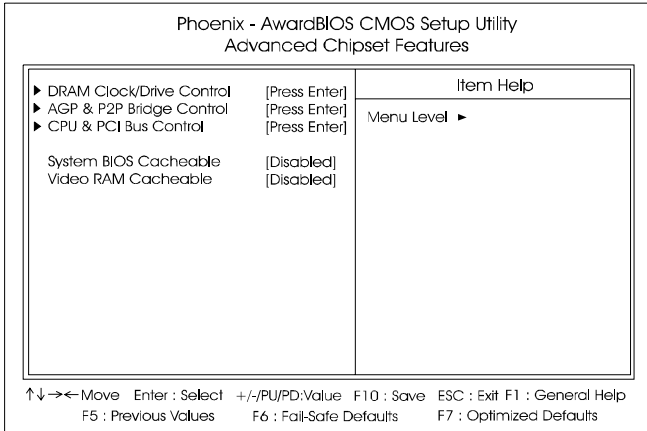 Phoenix - AwardBIOS CMOS Setup Utility
Advanced Chipset Features
▶ DRAM Clock/Drive Control [Press Enter]
▶ AGP & P2P Bridge Control [Press Enter]
▶ CPU & PCI Bus Control [Press Enter]
System BIOS Cacheable [Disabled]
Video RAM Cacheable [Disabled]
Item Help
Menu Level ►
↑↓→←Move Enter : Select +/-/PU/PD:Value F10 : Save ESC : Exit F1 : General Help
F5 : Previous Values F6 : Fail-Safe Defaults F7 : Optimized Defaults